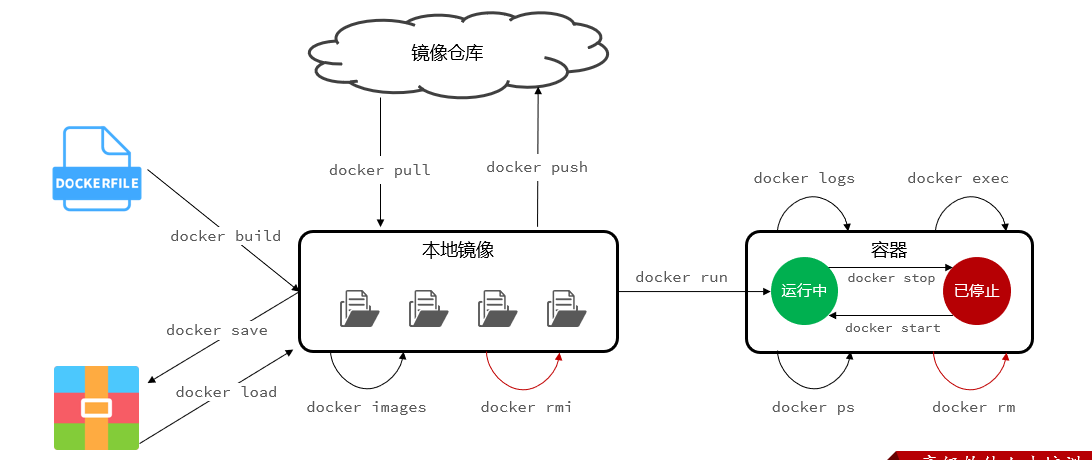 镜像仓库
docker pull
docker push
DOCKERFILE
docker build
docker logs
docker exec
本地镜像
容器
docker run
运行中
docker stop
已停止
docker start
docker save
docker load
docker images
docker rmi
docker ps
docker rm